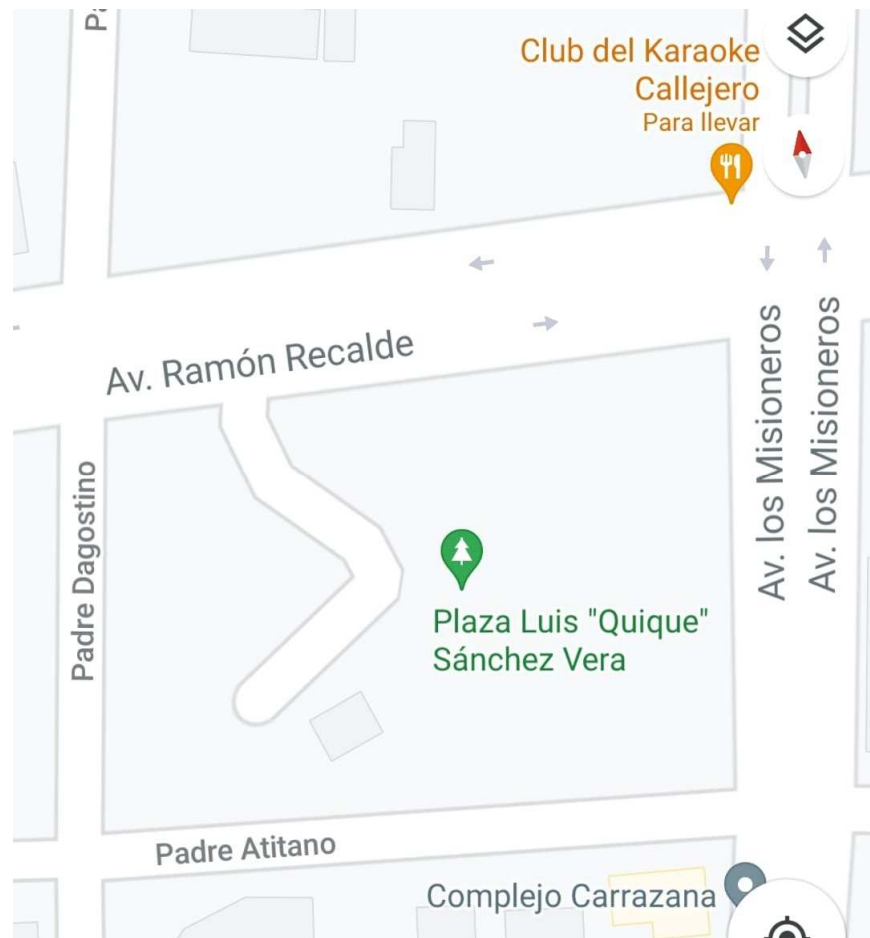 Pa
Club del Karaoke
Callejero
Para llevar
Av. Ramón Recalde
Av. los Misioneros
Av. los Misioneros
Padre Dagostino
Plaza Luis "Quique"
Sánchez Vera
Padre Atitano
Complejo Carrazana